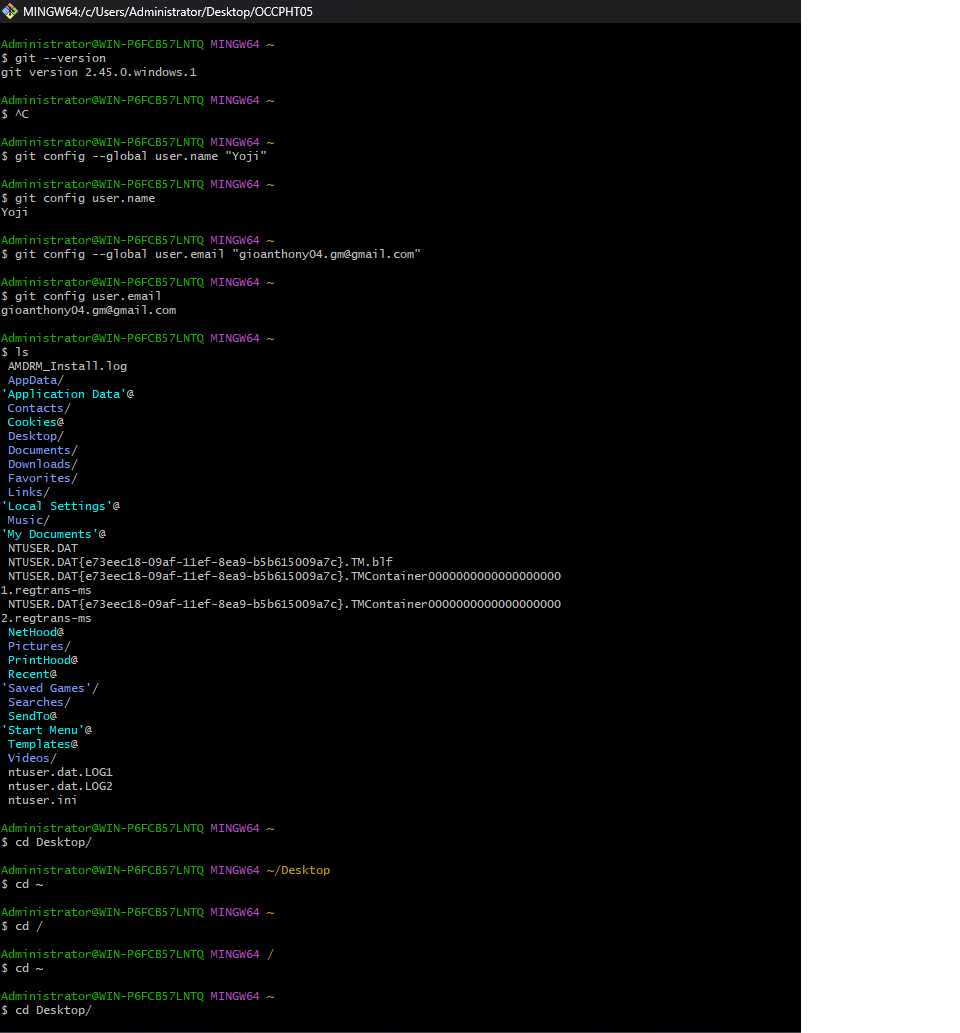 MINGW64:/c/Users/Administrator/Desktop/OCCPHT05
Administrator@WIN-P6FCB57LNTQ MINGW64 ~
$ git --version
git version 2.45.0.windows.1
Administrator@WIN-P6FCB57LNTQ MINGW64 ~
$ ^C
Administrator@WIN-P6FCB57LNTQ MINGW64 ~
$ git config --global user.name "Yoji"
Administrator@WIN-P6FCB57LNTQ MINGW64 ~
$ git config user.name
Yoji
Administrator@WIN-P6FCB57LNTQ MINGW64 ~
$ git config --global user.email "gioanthony04.gm@gmail.com"
Administrator@WIN-P6FCB57LNTQ MINGW64 ~
$ git config user.email
gioanthony04.gm@gmail.com
Administrator@WIN-P6FCB57LNTQ MINGW64 ~
$ ls
AMDRM_Install.log
AppData/
'Application Data'@
Contacts/
Cookies@
Desktop/
Documents/
Downloads/
Favorites/
Links/
'Local Settings'@
Music/
'My Documents'@
NTUSER.DAT
NTUSER.DAT{e73eec18-09af-11ef-8ea9-b5b615009a7c}.TM.blf
NTUSER.DAT{e73eec18-09af-11ef-8ea9-b5b615009a7c}.TMContainer0000000000000000000
1.regtrans-ms
NTUSER.DAT{e73eec18-09af-11ef-8ea9-b5b615009a7c}.TMContainer0000000000000000000
2.regtrans-ms
NetHood@
Pictures/
PrintHood@
Recent@
'Saved Games'/
Searches/
SendTo@
'Start Menu'@
Templates@
Videos/
ntuser.dat.LOG1
ntuser.dat.LOG2
ntuser.ini
Administrator@WIN-P6FCB57LNTQ MINGW64 ~
$ cd Desktop/
Administrator@WIN-P6FCB57LNTQ MINGW64 ~/Desktop
$ cd ~
Administrator@WIN-P6FCB57LNTQ MINGW64 ~
$ cd /
Administrator@WIN-P6FCB57LNTQ MINGW64 /
$ cd ~
Administrator@WIN-P6FCB57LNTQ MINGW64 ~
$ cd Desktop/